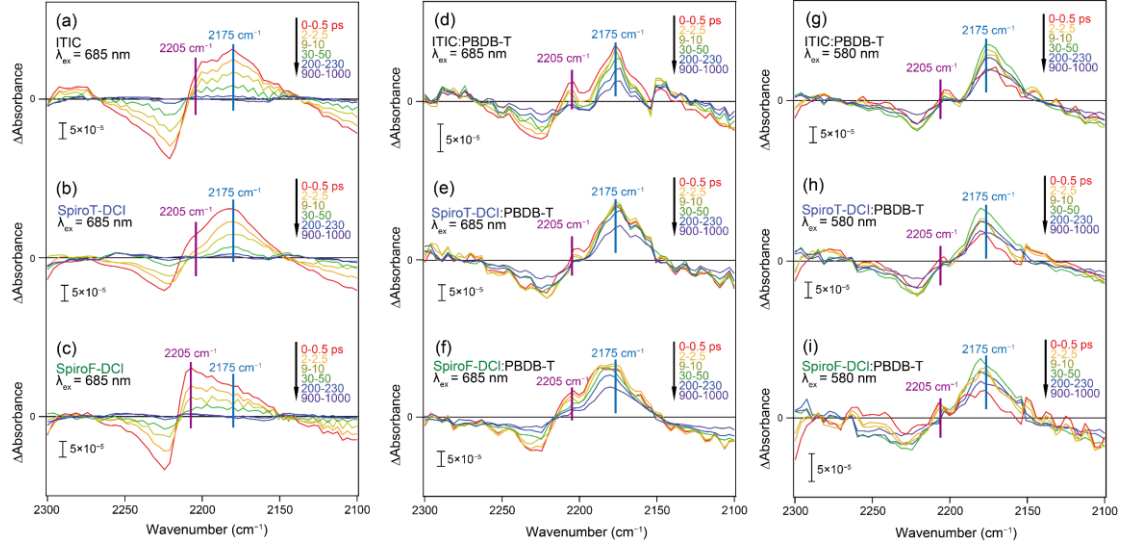 (a)
ITIC
λex = 685 nm
2205 cm⁻¹
2175 cm⁻¹
0-0.5 ps
2-2.5
9-10
30-50
200-230
900-1000
0
5×10⁻⁵
ΔAbsorbance
(b)
SpiroT-DCI
λex = 685 nm
2205 cm⁻¹
2175 cm⁻¹
0-0.5 ps
2-2.5
9-10
30-50
200-230
900-1000
0
5×10⁻⁵
ΔAbsorbance
(c)
SpiroF-DCI
λex = 685 nm
2205 cm⁻¹
2175 cm⁻¹
0-0.5 ps
2-2.5
9-10
30-50
200-230
900-1000
0
5×10⁻⁵
ΔAbsorbance
2300 2250 2200 2150 2100
Wavenumber (cm⁻¹)
(d)
ITIC:PBDB-T
λex = 685 nm
2205 cm⁻¹
2175 cm⁻¹
0-0.5 ps
2-2.5
9-10
30-50
200-230
900-1000
0
5×10⁻⁵
ΔAbsorbance
(e)
SpiroT-DCI:PBDB-T
λex = 685 nm
2205 cm⁻¹
2175 cm⁻¹
0-0.5 ps
2-2.5
9-10
30-50
200-230
900-1000
0
5×10⁻⁵
ΔAbsorbance
(f)
SpiroF-DCI:PBDB-T
λex = 685 nm
2205 cm⁻¹
2175 cm⁻¹
0-0.5 ps
2-2.5
9-10
30-50
200-230
900-1000
0
5×10⁻⁵
ΔAbsorbance
2300 2250 2200 2150 2100
Wavenumber (cm⁻¹)
(g)
ITIC:PBDB-T
λex = 580 nm
2205 cm⁻¹
2175 cm⁻¹
0-0.5 ps
2-2.5
9-10
30-50
200-230
900-1000
0
5×10⁻⁵
ΔAbsorbance
(h)
SpiroT-DCI:PBDB-T
λex = 580 nm
2205 cm⁻¹
2175 cm⁻¹
0-0.5 ps
2-2.5
9-10
30-50
200-230
900-1000
0
5×10⁻⁵
ΔAbsorbance
(i)
SpiroF-DCI:PBDB-T
λex = 580 nm
2205 cm⁻¹
2175 cm⁻¹
0-0.5 ps
2-2.5
9-10
30-50
200-230
900-1000
0
5×10⁻⁵
ΔAbsorbance
2300 2250 2200 2150 2100
Wavenumber (cm⁻¹)